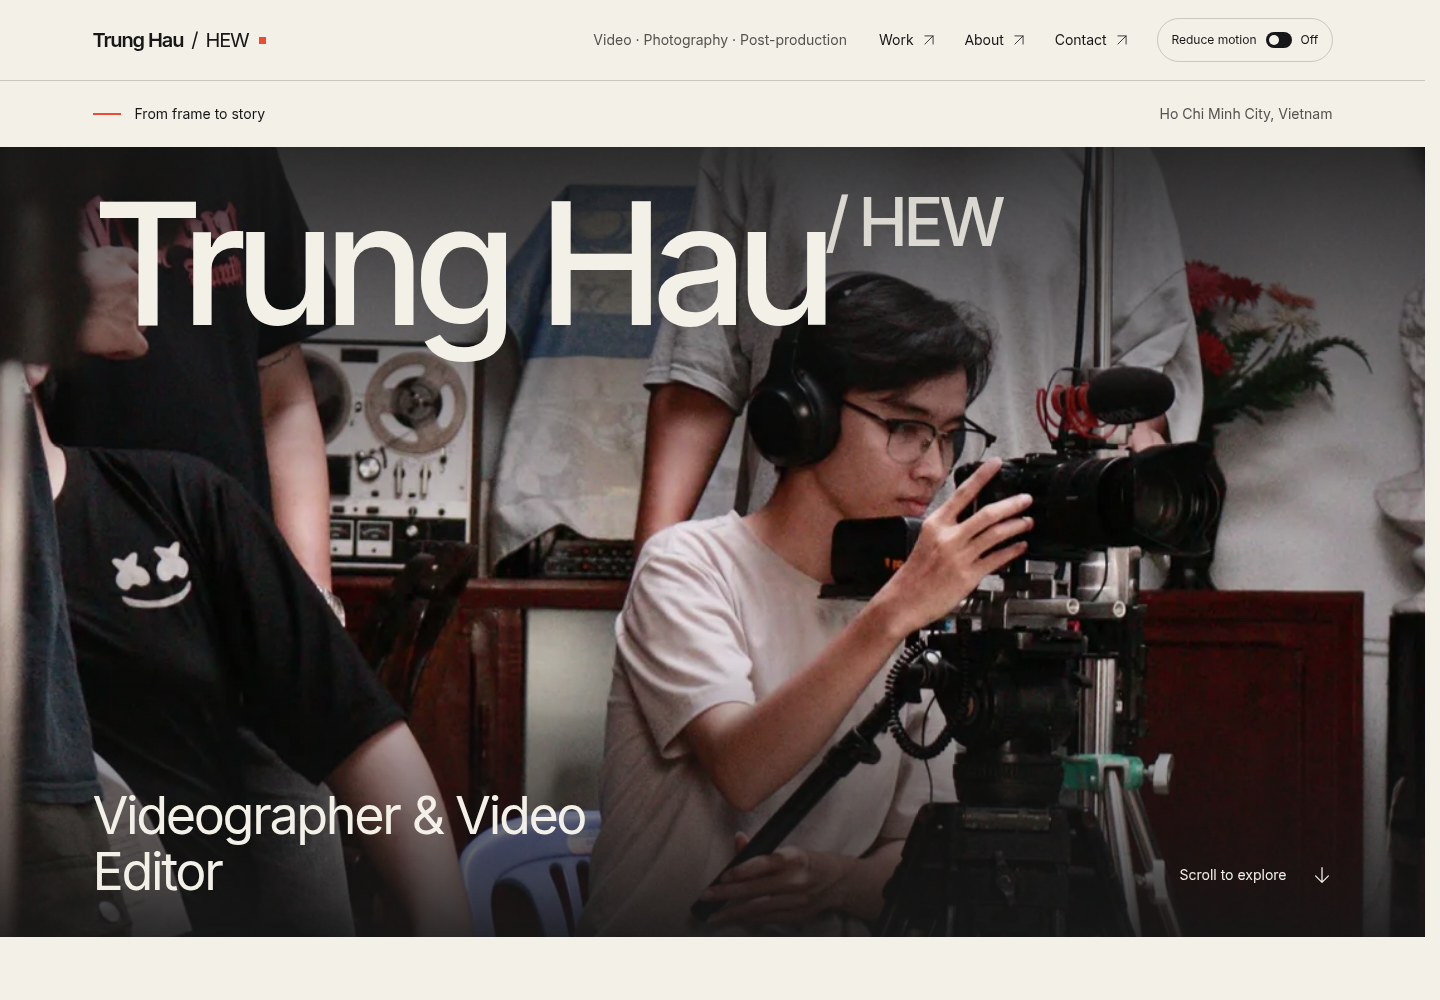 Trung Hau / HEW
Video · Photography · Post-production
Work
About
Contact
Reduce motion Off
From frame to story
Ho Chi Minh City, Vietnam
Trung Hau / HEW
Videographer & Video
Editor
Scroll to explore